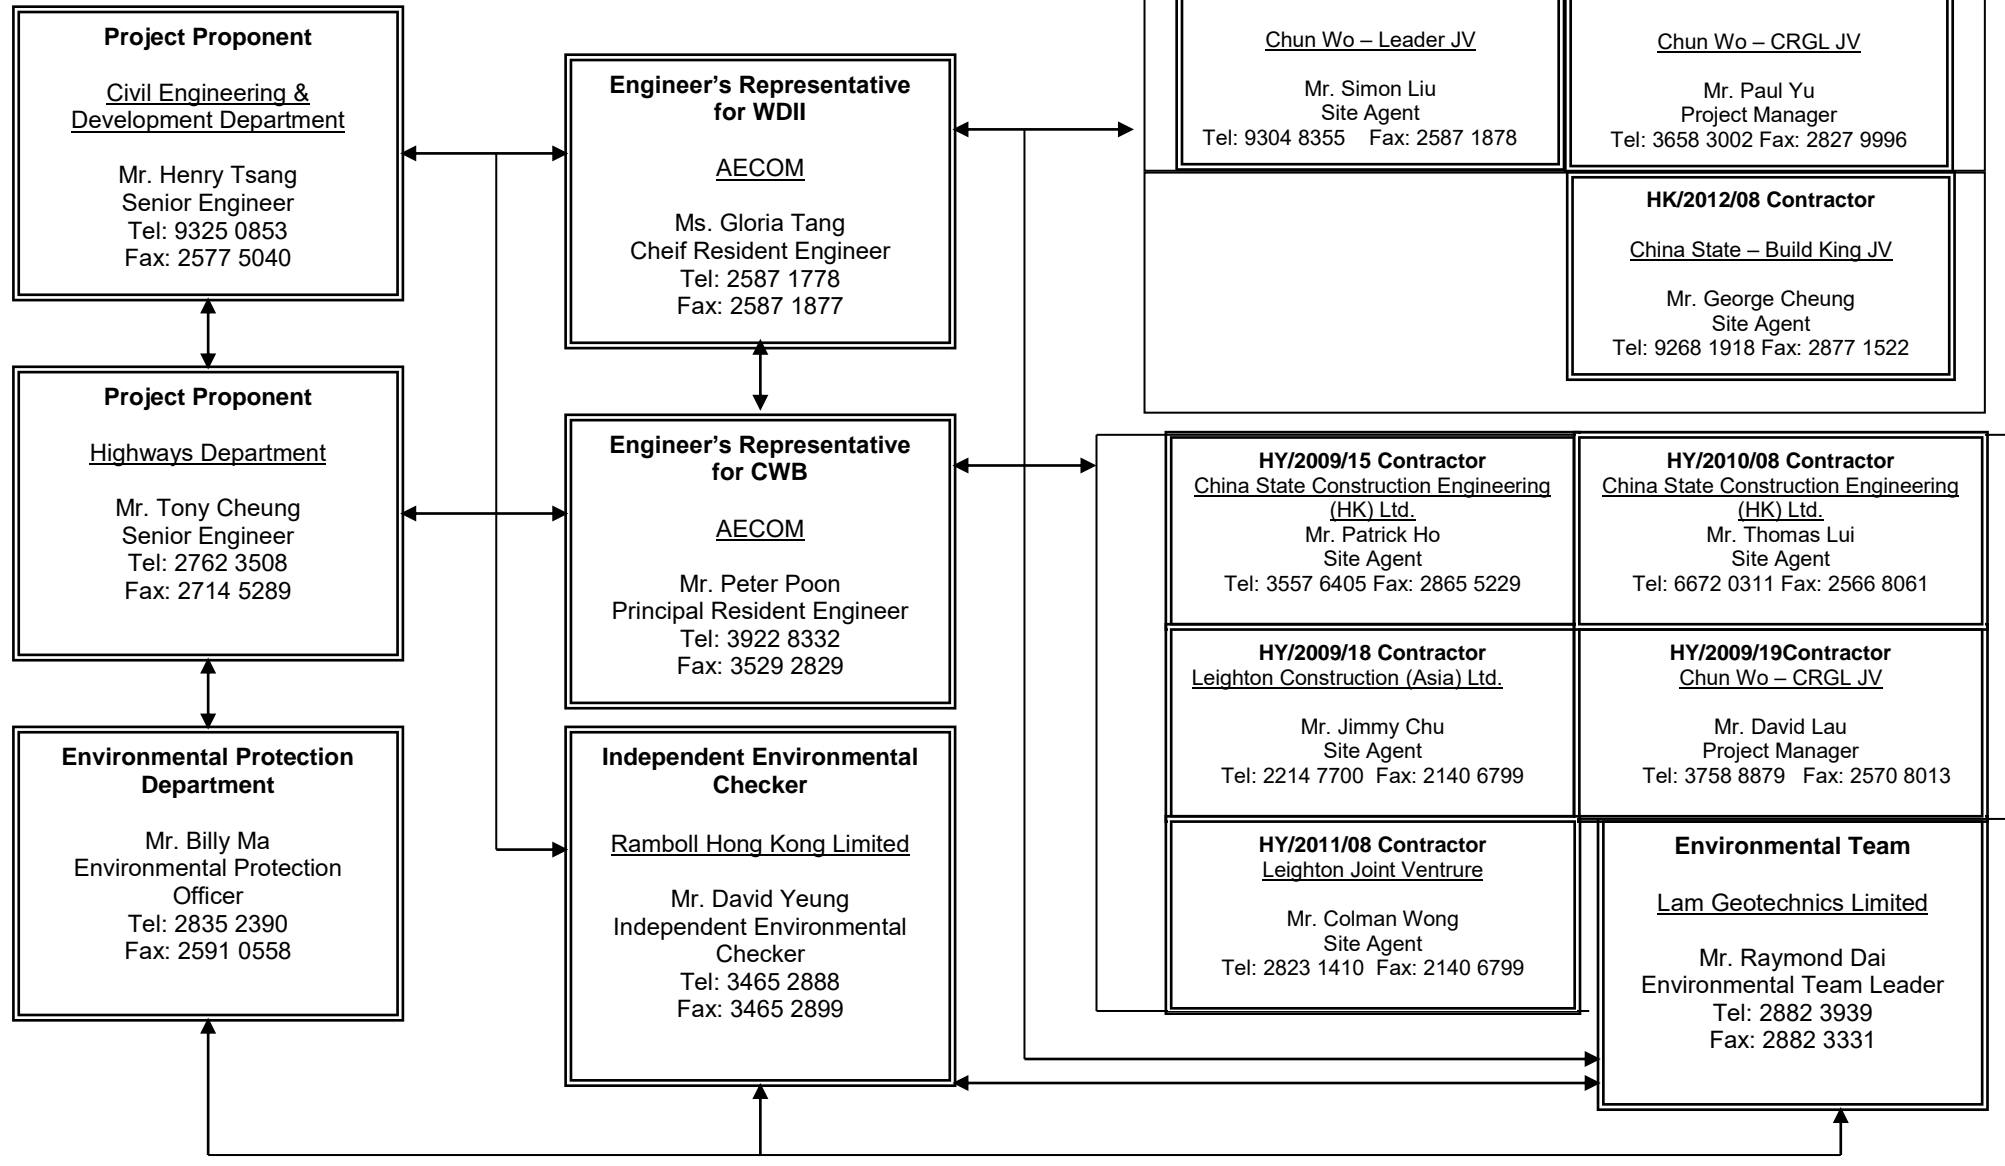 Project Proponent
Civil Engineering &
Development Department
Mr. Henry Tsang
Senior Engineer
Tel: 9325 0853
Fax: 2577 5040
Engineer’s Representative
for WDII
AECOM
Ms. Gloria Tang
Cheif Resident Engineer
Tel: 2587 1778
Fax: 2587 1877
Chun Wo – Leader JV
Mr. Simon Liu
Site Agent
Tel: 9304 8355    Fax: 2587 1878
Chun Wo – CRGL JV
Mr. Paul Yu
Project Manager
Tel: 3658 3002 Fax: 2827 9996
HK/2012/08 Contractor
China State – Build King JV
Mr. George Cheung
Site Agent
Tel: 9268 1918 Fax: 2877 1522
Project Proponent
Highways Department
Mr. Tony Cheung
Senior Engineer
Tel: 2762 3508
Fax: 2714 5289
Engineer’s Representative
for CWB
AECOM
Mr. Peter Poon
Principal Resident Engineer
Tel: 3922 8332
Fax: 3529 2829
HY/2009/15 Contractor
China State Construction Engineering
(HK) Ltd.
Mr. Patrick Ho
Site Agent
Tel: 3557 6405 Fax: 2865 5229
HY/2010/08 Contractor
China State Construction Engineering
(HK) Ltd.
Mr. Thomas Lui
Site Agent
Tel: 6672 0311 Fax: 2566 8061
HY/2009/18 Contractor
Leighton Construction (Asia) Ltd.
Mr. Jimmy Chu
Site Agent
Tel: 2214 7700  Fax: 2140 6799
HY/2009/19Contractor
Chun Wo – CRGL JV
Mr. David Lau
Project Manager
Tel: 3758 8879   Fax: 2570 8013
Environmental Protection
Department
Mr. Billy Ma
Environmental Protection
Officer
Tel: 2835 2390
Fax: 2591 0558
Independent Environmental
Checker
Ramboll Hong Kong Limited
Mr. David Yeung
Independent Environmental
Checker
Tel: 3465 2888
Fax: 3465 2899
HY/2011/08 Contractor
Leighton Joint Ventrure
Mr. Colman Wong
Site Agent
Tel: 2823 1410  Fax: 2140 6799
Environmental Team
Lam Geotechnics Limited
Mr. Raymond Dai
Environmental Team Leader
Tel: 2882 3939
Fax: 2882 3331